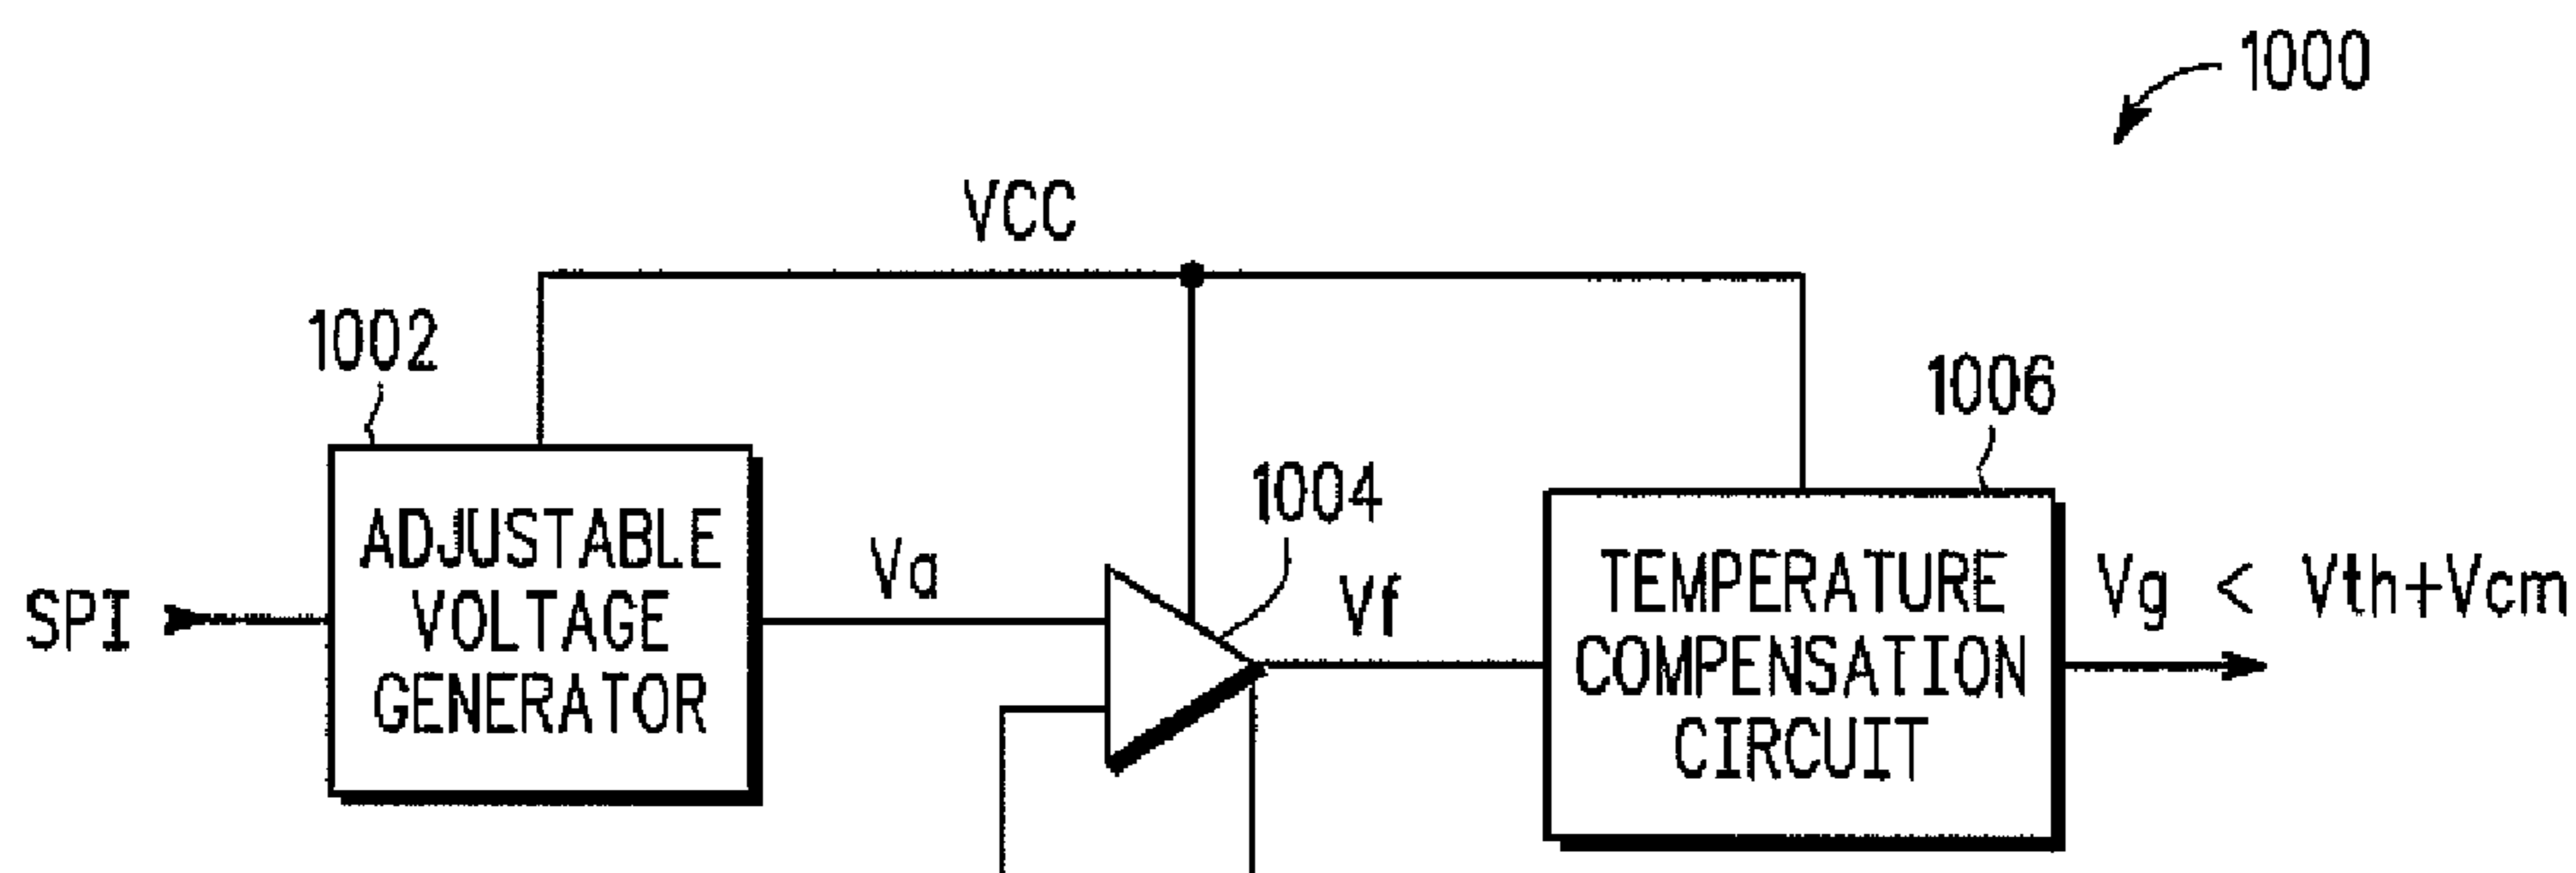 1000
VCC
1002
1006
1004
ADJUSTABLE
VOLTAGE
GENERATOR
SPI
Va
Vf
TEMPERATURE
COMPENSATION
CIRCUIT
Vg < Vth+Vcm